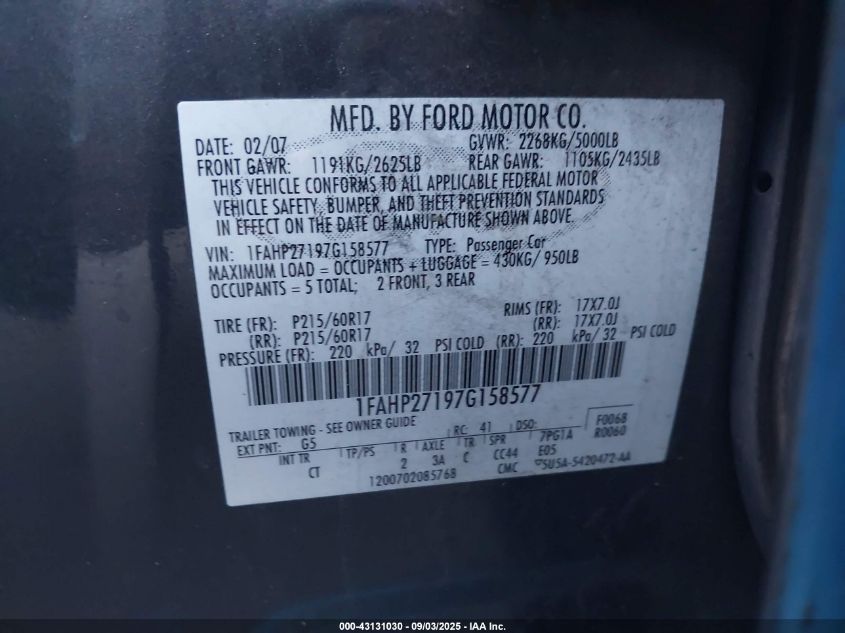 MFD. BY FORD MOTOR CO.
DATE: 02/07 GVWR: 2268KG/5000LB
FRONT GAWR: 1191KG/2625LB REAR GAWR: 1105KG/2435LB
THIS VEHICLE CONFORMS TO ALL APPLICABLE FEDERAL MOTOR
VEHICLE SAFETY, BUMPER, AND THEFT PREVENTION STANDARDS
IN EFFECT ON THE DATE OF MANUFACTURE SHOWN ABOVE.
VIN: 1FAHP27197G158577 TYPE: Passenger Car
MAXIMUM LOAD = OCCUPANTS + LUGGAGE = 430KG/ 950LB
OCCUPANTS = 5 TOTAL; 2 FRONT, 3 REAR
TIRE (FR): P215/60R17 RIMS (FR): 17X7.0J
(RR): P215/60R17 (RR): 17X7.0J
PRESSURE (FR): 220 kPa/ 32 PSI COLD (RR): 220 kPa/ 32 PSI COLD
1FAHP27197G158577
TRAILER TOWING - SEE OWNER GUIDE
EXT PNT: G5 RC: 41 DSO: F0068
R0060
INT TR TP/PS R AXLE TR SPR 7PG1A
CT 2 3A C CC44 E05
1200702085768 CMC 5U5A-5420472-AA
000-43131030 - 09/03/2025 - IAA Inc.